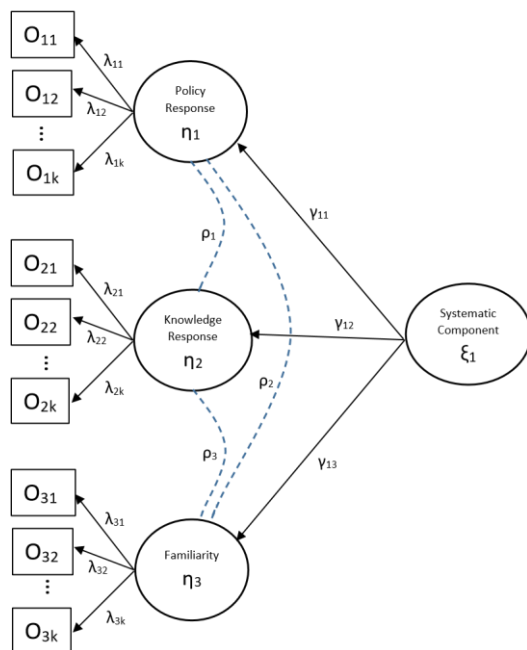 O11
λ11
O12
λ12
⋮
O1k
λ1k
Policy
Response
η1
γ11
ρ1
O21
λ21
O22
λ22
⋮
O2k
λ2k
Knowledge
Response
η2
γ12
ρ2
Systematic
Component
ξ1
ρ3
γ13
O31
λ31
O32
λ32
⋮
O3k
λ3k
Familiarity
η3